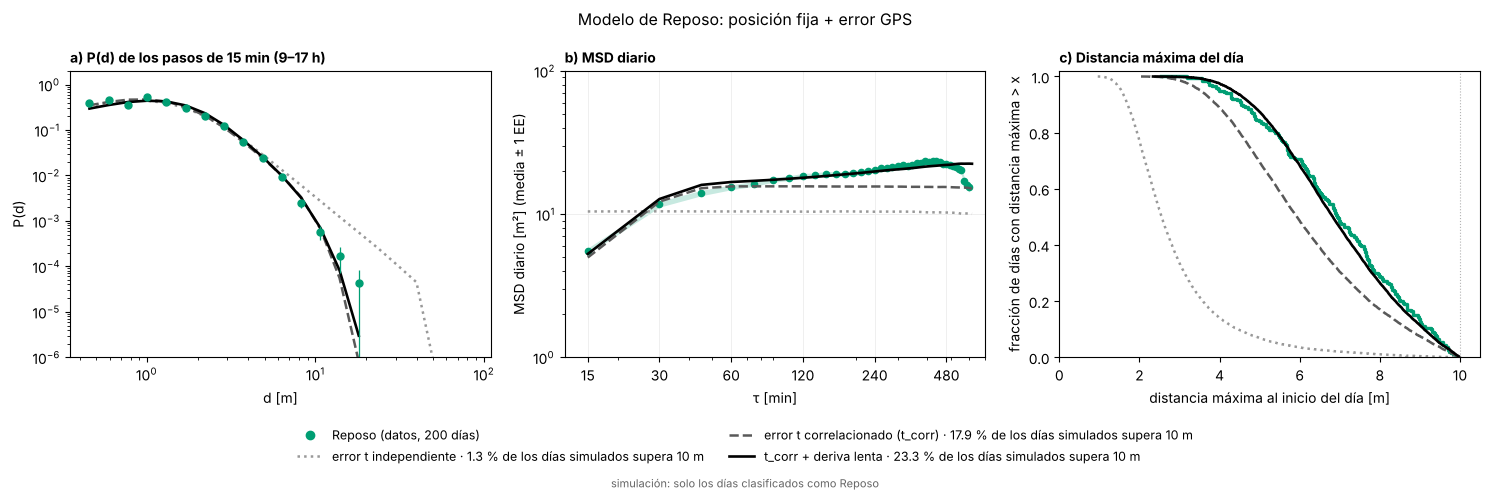 Modelo de Reposo: posición fija + error GPS
a) P(d) de los pasos de 15 min (9–17 h)
P(d)
10⁰
10⁻¹
10⁻²
10⁻³
10⁻⁴
10⁻⁵
10⁻⁶
10⁰ 10¹ 10²
d [m]
b) MSD diario
MSD diario [m²] (media ± 1 EE)
10²
10¹
10⁰
15 30 60 120 240 480
τ [min]
c) Distancia máxima del día
fracción de días con distancia máxima > x
1.0
0.8
0.6
0.4
0.2
0.0
0 2 4 6 8 10
distancia máxima al inicio del día [m]
Reposo (datos, 200 días)
error t independiente · 1.3 % de los días simulados supera 10 m
error t correlacionado (t_corr) · 17.9 % de los días simulados supera 10 m
t_corr + deriva lenta · 23.3 % de los días simulados supera 10 m
simulación: solo los días clasificados como Reposo